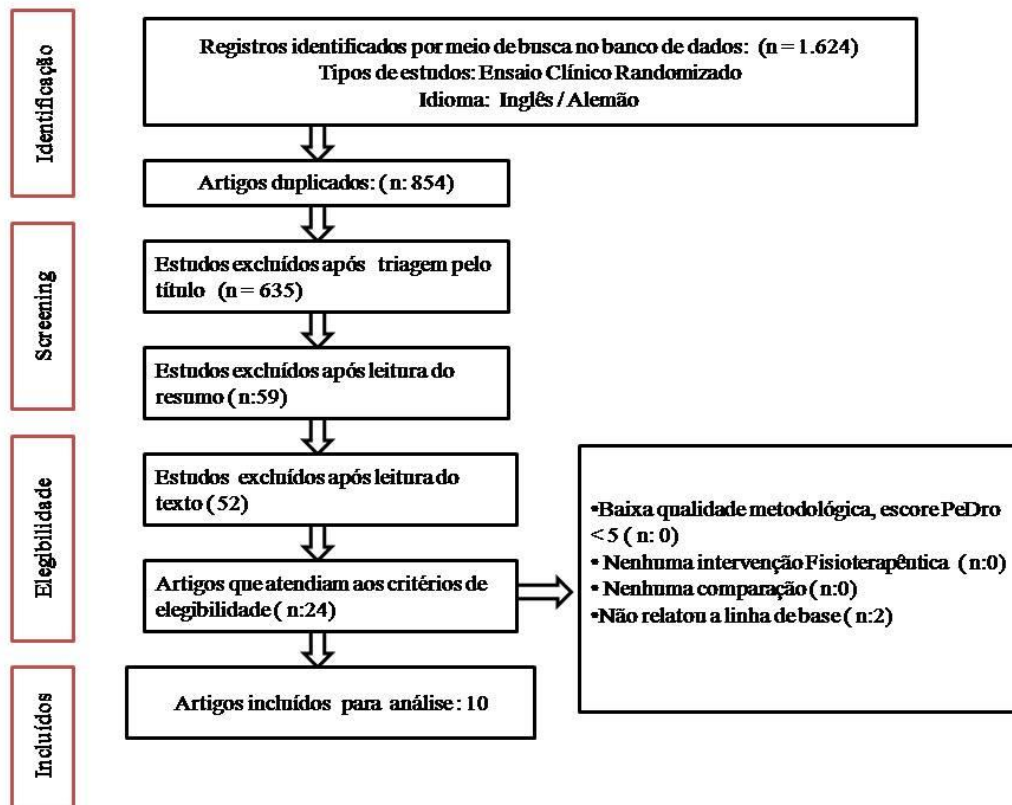 Identificação
Registros identificados por meio de busca no banco de dados: (n = 1.624)
Tipos de estudos: Ensaio Clínico Randomizado
Idioma: Inglês / Alemão
Artigos duplicados: ( n: 854)
Screening
Estudos excluídos após triagem pelo
título (n = 635)
Estudos excluídos após leitura do
resumo ( n:59)
Elegibilidade
Estudos excluídos após leitura do
texto ( 52)
Artigos que atendiam aos critérios de
elegibilidade ( n:24)
•Baixa qualidade metodológica, escore PeDro
< 5 ( n: 0)
• Nenhuma intervenção Fisioterapêutica ( n:0)
• Nenhuma comparação ( n:0)
•Não relatou a linha de base ( n:2)
Incluídos
Artigos incluídos para análise : 10